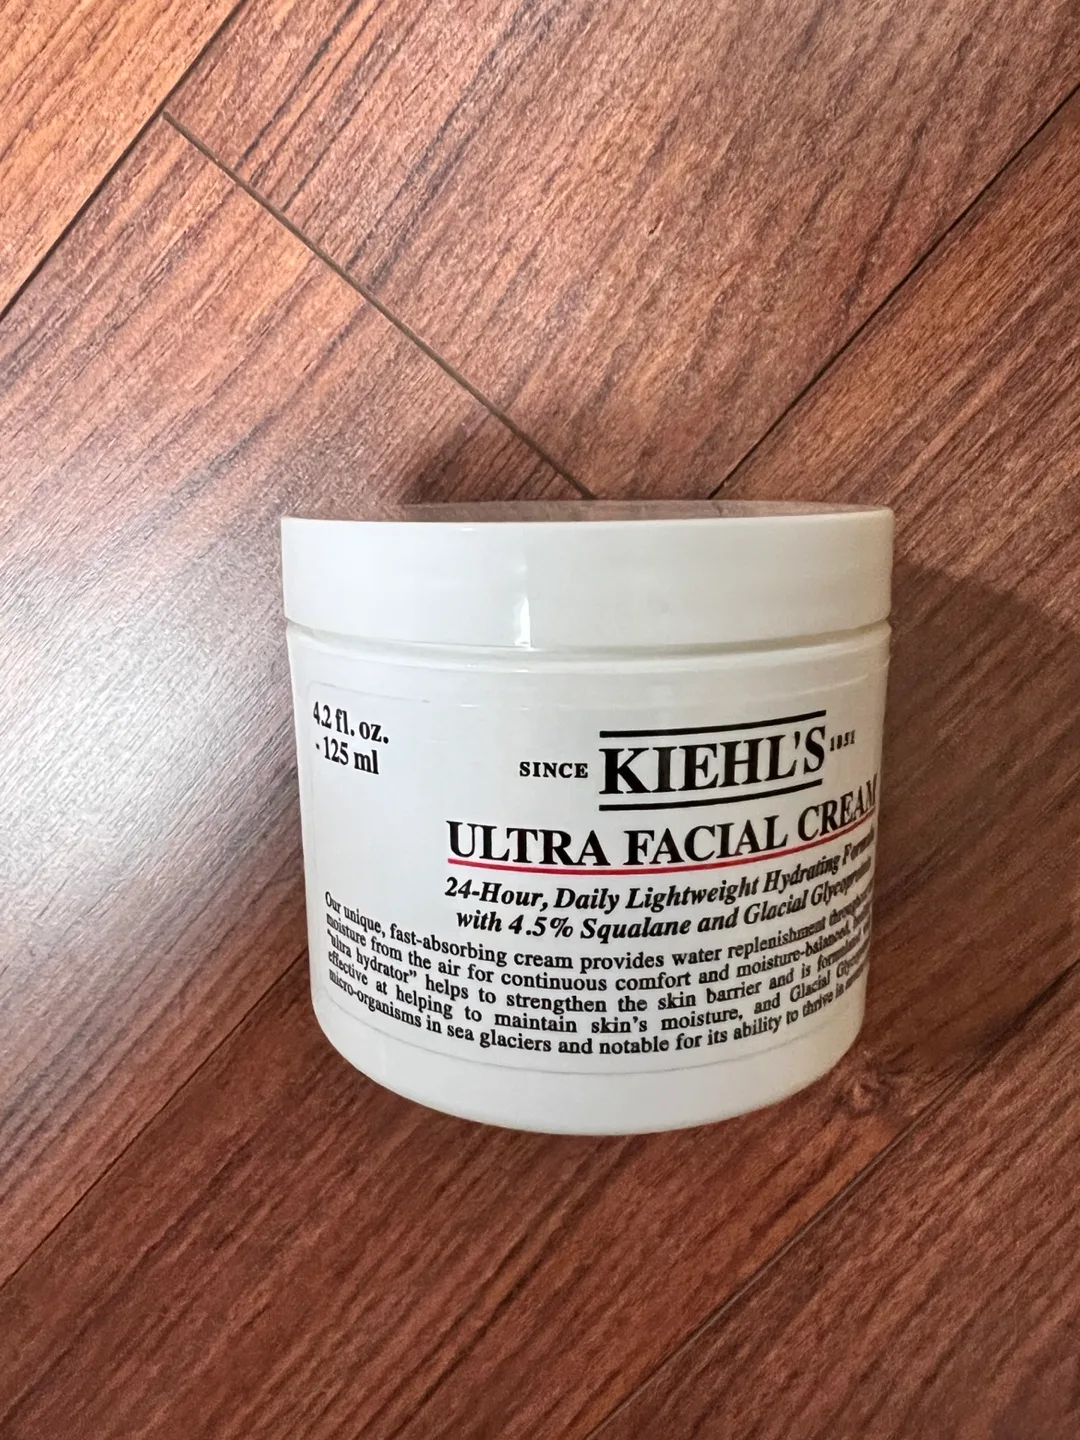 4.2 fl. oz.
- 125 ml
SINCE KIEHL'S 1851
ULTRA FACIAL CREAM
24-Hour, Daily Lightweight Hydrating
with 4.5% Squalane and Glacial
Our unique, fast-absorbing cream provides water replenishment
moisture from the air for continuous comfort and moisture-balanced,
"ultra hydrator" helps to strengthen the skin barrier and is
effective at helping to maintain skin's moisture, and Glacial
micro-organisms in sea glaciers and notable for its ability to thrive in